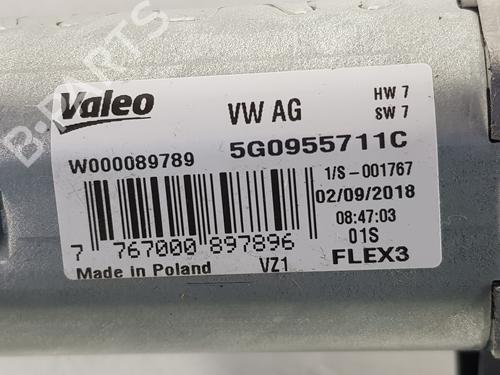 Valeo
VW AG
HW 7
SW 7
W000089789
5G0955711C
1/S-001767
02/09/2018
08:47:03
7 767000 897896
01S
Made in Poland
VZ1
FLEX3
B-PARTS